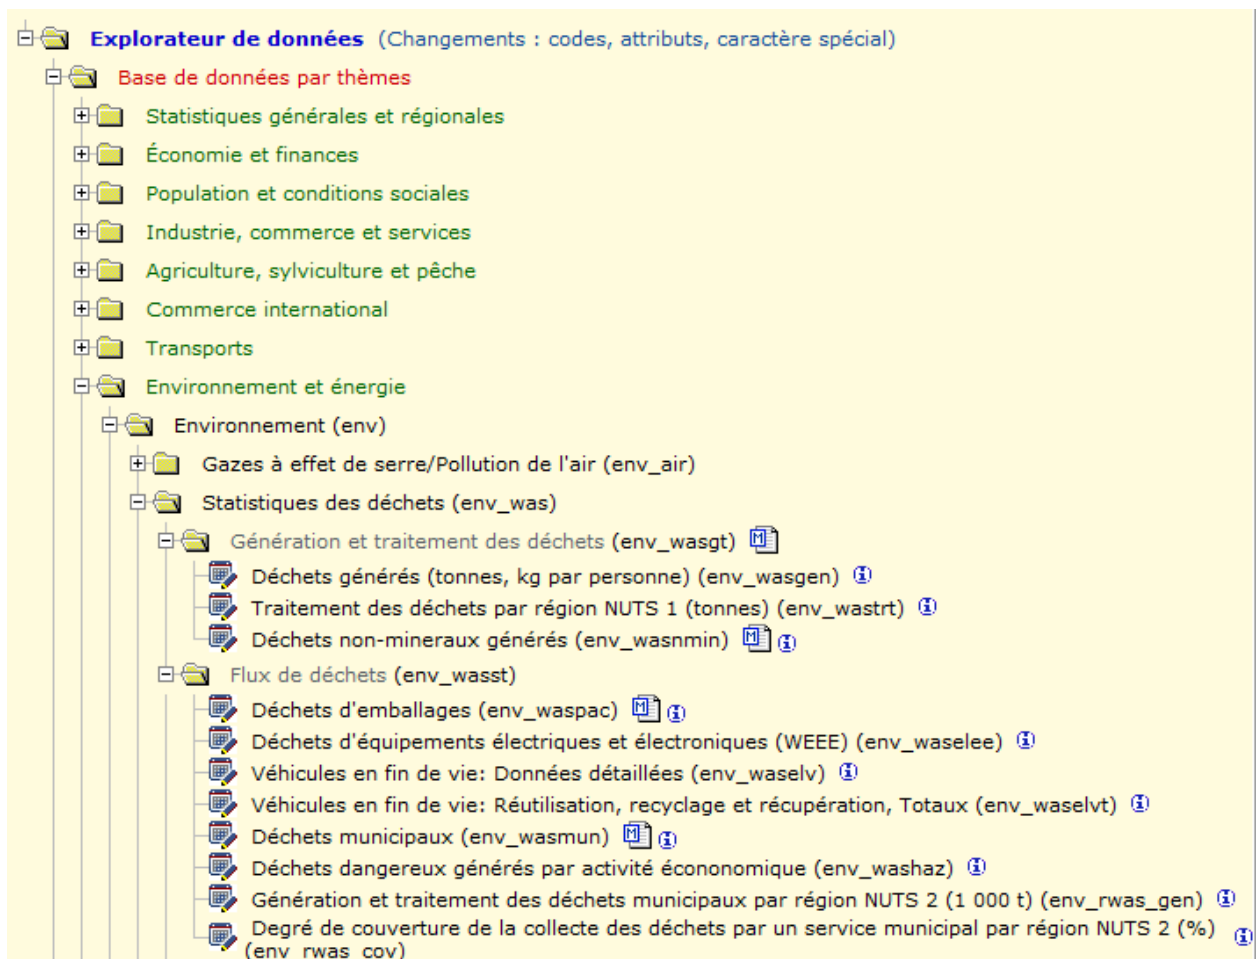 Explorateur de données (Changements : codes, attributs, caractère spécial)
Base de données par thèmes
Statistiques générales et régionales
Économie et finances
Population et conditions sociales
Industrie, commerce et services
Agriculture, sylviculture et pêche
Commerce international
Transports
Environnement et énergie
Environnement (env)
Gazes à effet de serre/Pollution de l'air (env_air)
Statistiques des déchets (env_was)
Génération et traitement des déchets (env_wasgt) M
Déchets générés (tonnes, kg par personne) (env_wasgen) i
Traitement des déchets par région NUTS 1 (tonnes) (env_wastrt) i
Déchets non-mineraux générés (env_wasnmin) M i
Flux de déchets (env_wasst)
Déchets d'emballages (env_waspac) M i
Déchets d'équipements électriques et électroniques (WEEE) (env_waselee) i
Véhicules en fin de vie: Données détaillées (env_waselv) i
Véhicules en fin de vie: Réutilisation, recyclage et récupération, Totaux (env_waselvt) i
Déchets municipaux (env_wasmun) M i
Déchets dangereux générés par activité écononomique (env_washaz) i
Génération et traitement des déchets municipaux par région NUTS 2 (1 000 t) (env_rwas_gen) i
Degré de couverture de la collecte des déchets par un service municipal par région NUTS 2 (%) i
(env_rwas_cov)